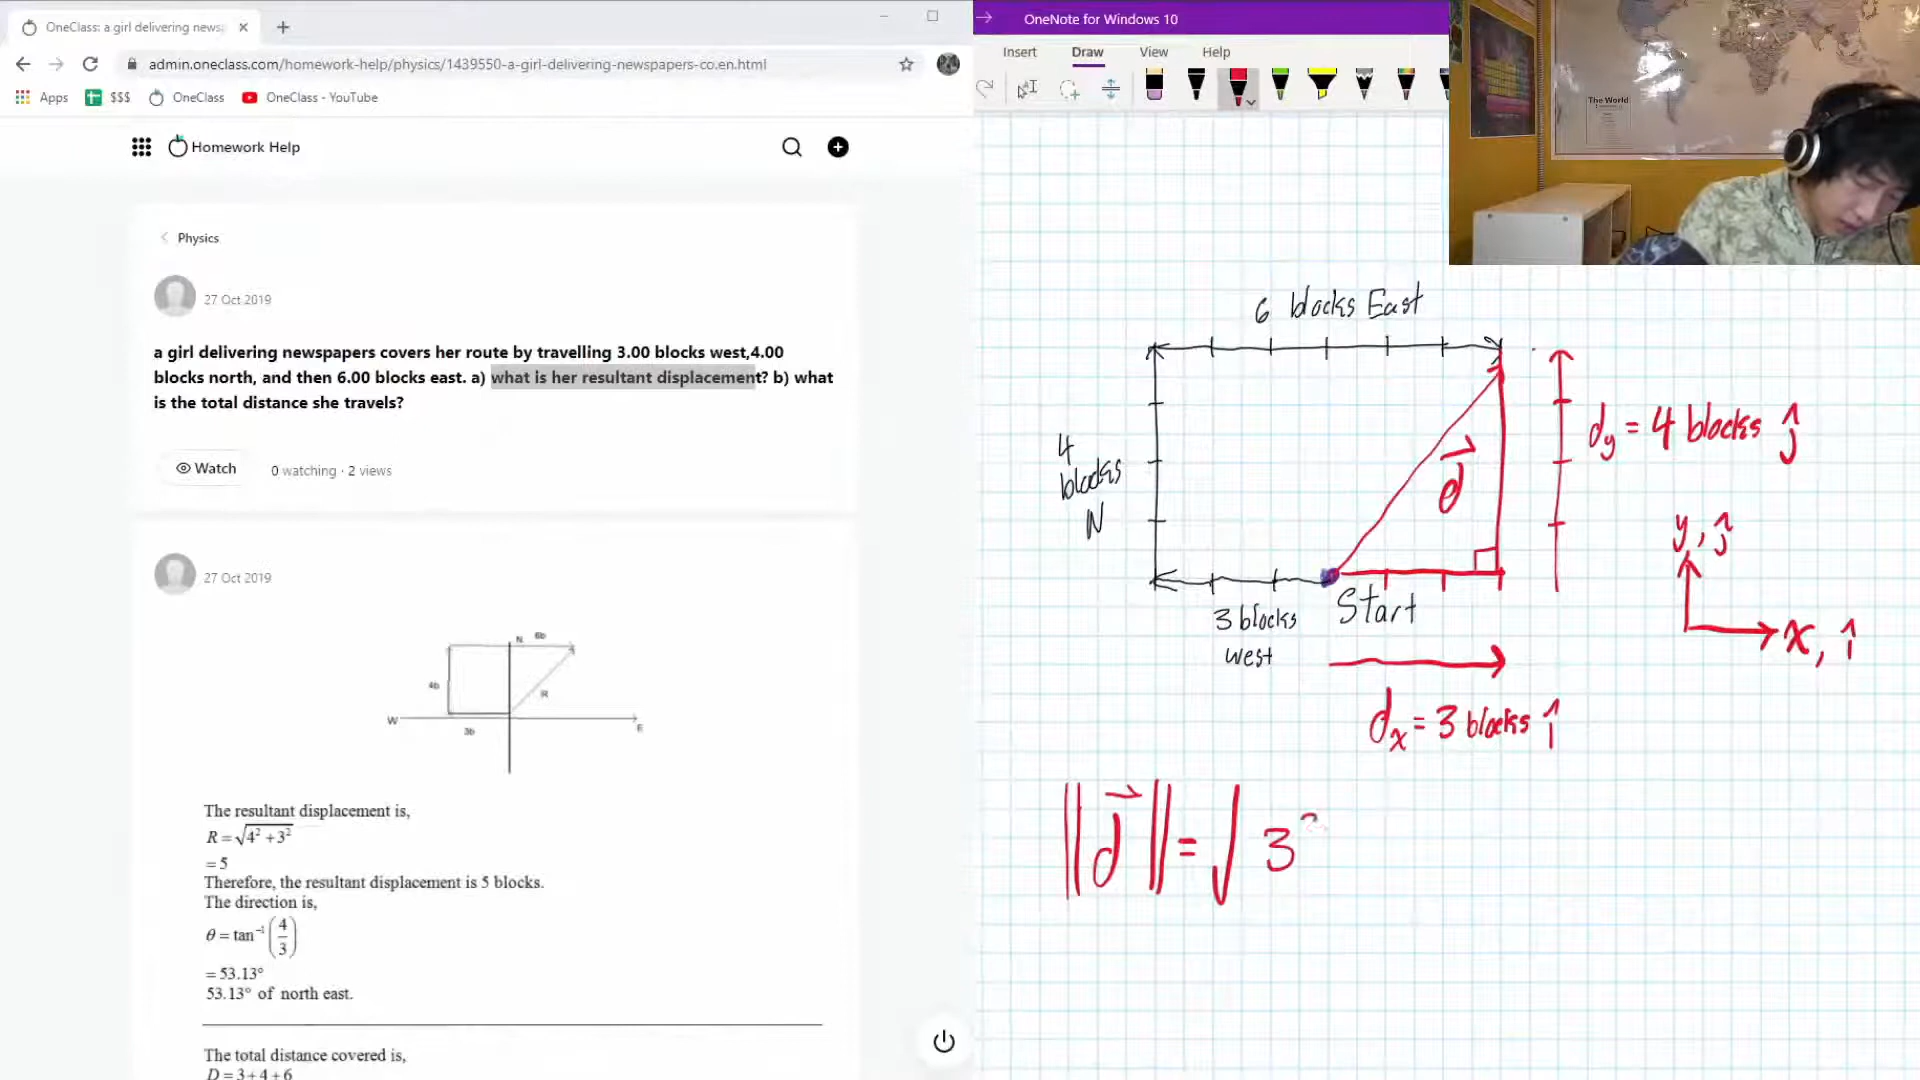 OneClass: a girl delivering news
admin.oneclass.com/homework-help/physics/1439550-a-girl-delivering-newspapers-co.en.html
Apps $$$ OneClass OneClass - YouTube
Homework Help
Physics
27 Oct 2019
a girl delivering newspapers covers her route by travelling 3.00 blocks west,4.00
blocks north, and then 6.00 blocks east. a) what is her resultant displacement? b) what
is the total distance she travels?
Watch 0 watching · 2 views
27 Oct 2019
N 6b
4b
R
W E
3b
The resultant displacement is,
R = √4² + 3²
= 5
Therefore, the resultant displacement is 5 blocks.
The direction is,
θ = tan⁻¹(4/3)
= 53.13°
53.13° of north east.
The total distance covered is,
D = 3 + 4 + 6
OneNote for Windows 10
Insert Draw View Help
The World
6 blocks East
4
blocks
N
d⃗
dy = 4 blocks ĵ
y, ĵ
x, î
Start
3 blocks
west
dx = 3 blocks î
||d⃗|| = √ 3²